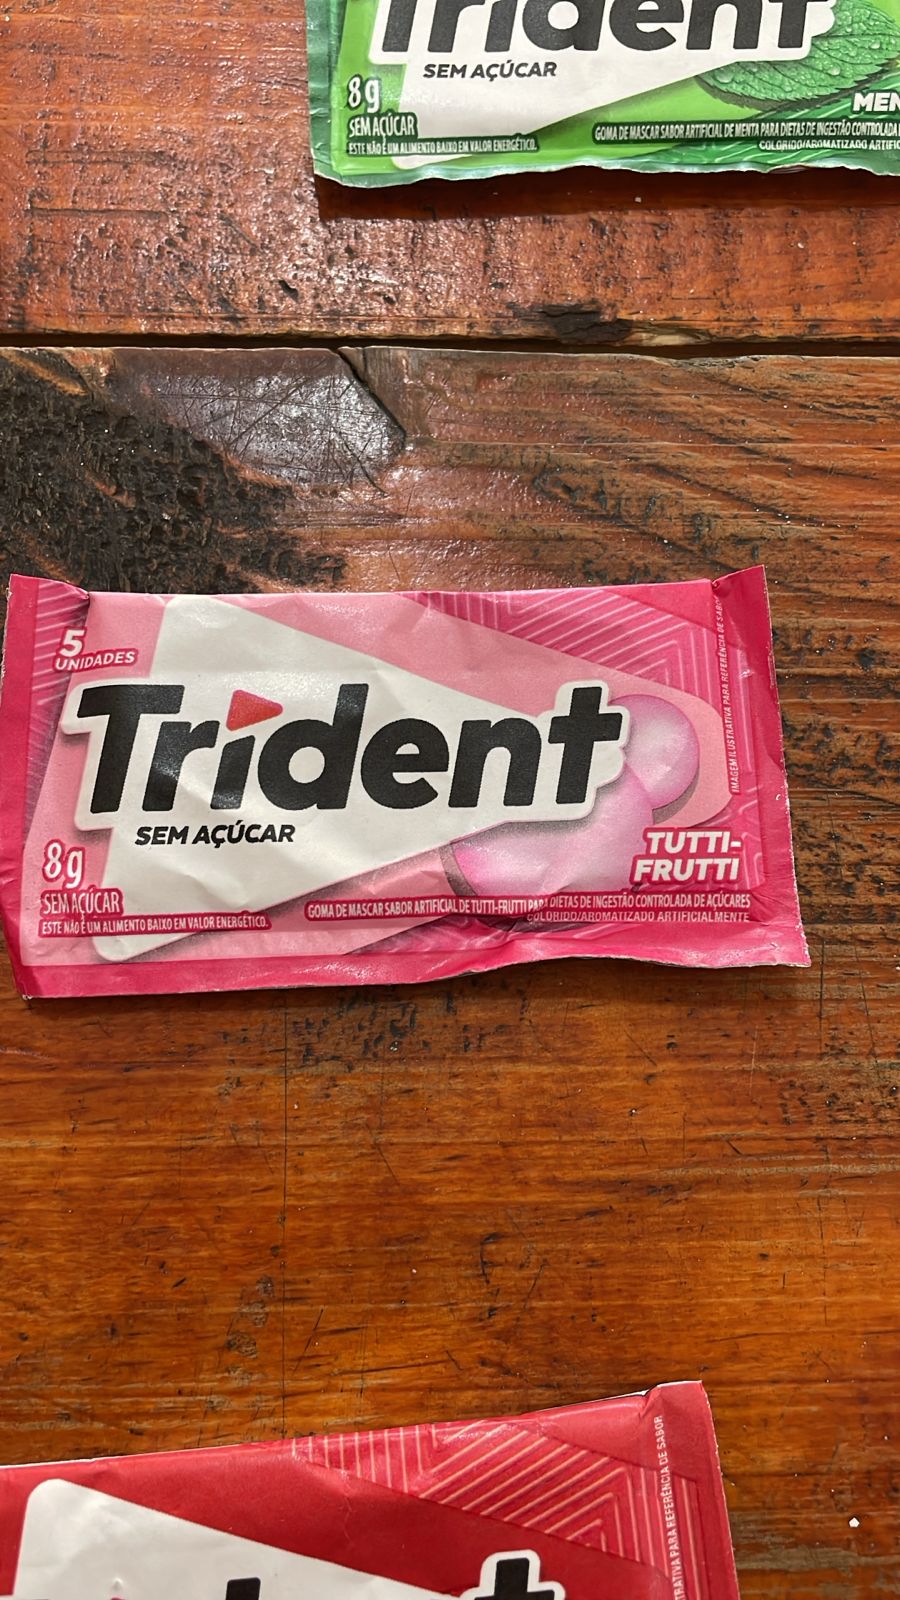 Trident
SEM AÇÚCAR
8g
SEM AÇÚCAR
ESTE NÃO É UM ALIMENTO BAIXO EM VALOR ENERGÉTICO.
GOMA DE MASCAR SABOR ARTIFICIAL DE MENTA PARA DIETAS DE INGESTÃO CONTROLADA
COLORIDO/AROMATIZADO
5
UNIDADES
Trident
SEM AÇÚCAR
8g
SEM AÇÚCAR
ESTE NÃO É UM ALIMENTO BAIXO EM VALOR ENERGÉTICO.
TUTTI-
FRUTTI
GOMA DE MASCAR SABOR ARTIFICIAL DE TUTTI-FRUTTI PARA DIETAS DE INGESTÃO CONTROLADA DE AÇÚCARES
COLORIDO/AROMATIZADO ARTIFICIALMENTE
IMAGEM ILUSTRATIVA PARA REFERÊNCIA DE SABOR
PARA REFERÊNCIA DE SABOR